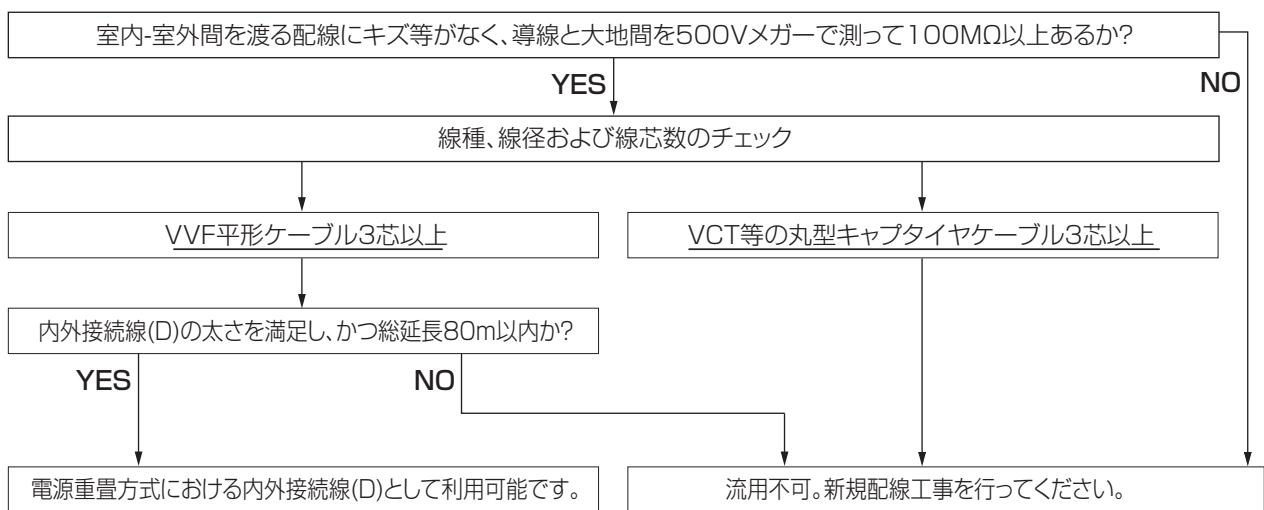 室内-室外間を渡る配線にキズ等がなく、導線と大地間を500Vメガーで測って100MΩ以上あるか?
YES
NO
線種、線径および線芯数のチェック
VVF平形ケーブル3芯以上
VCT等の丸型キャプタイヤケーブル3芯以上
内外接続線(D)の太さを満足し、かつ総延長80m以内か?
YES
NO
電源重畳方式における内外接続線(D)として利用可能です。
流用不可。新規配線工事を行ってください。